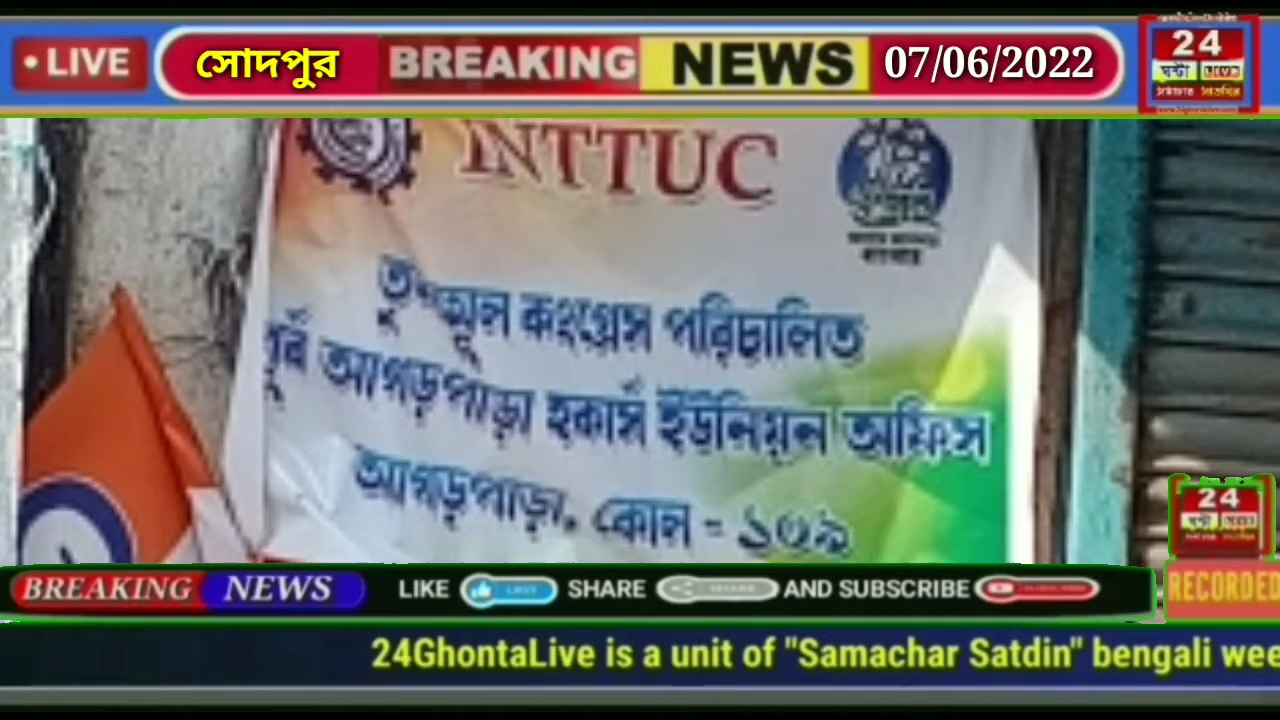 • LIVE
সোদপুর
BREAKING NEWS
07/06/2022
24
ঘন্টা
INTTUC
তৃণমূল কংগ্রেস পরিচালিত
পূর্ব আগড়পাড়া হকার্স ইউনিয়ন অফিস
আগড়পাড়া, কোল - ১০৯
24
RECORDED
BREAKING NEWS
LIKE SHARE AND SUBSCRIBE
24GhontaLive is a unit of "Samachar Satdin" bengali wee